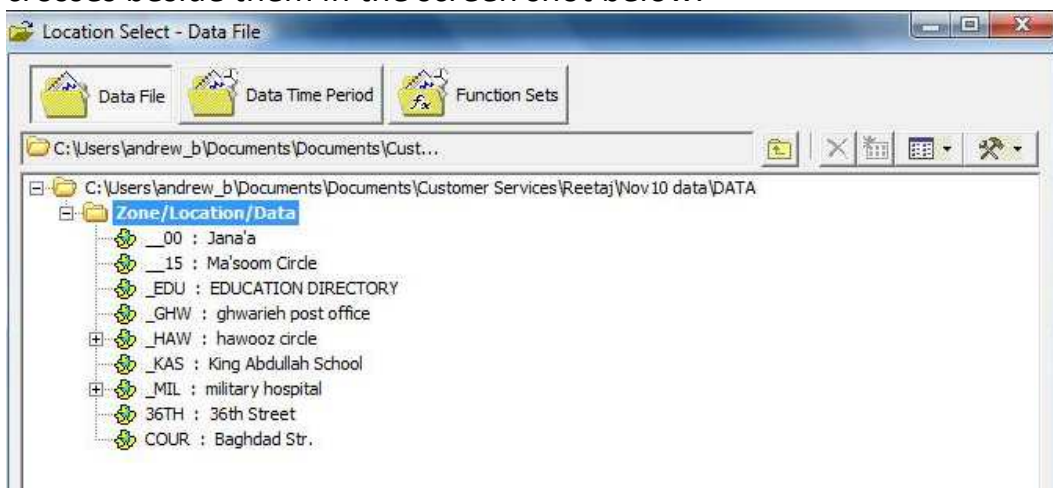 crosses beside them in the screen shot below.
Location Select - Data File
Data File Data Time Period Function Sets
C:\Users\andrew_b\Documents\Documents\Cust...
C:\Users\andrew_b\Documents\Documents\Customer Services\Reetaj\Nov10 data\DATA
Zone/Location/Data
__00 : Jana'a
__15 : Ma'soom Circle
_EDU : EDUCATION DIRECTORY
_GHW : ghwarieh post office
_HAW : hawooz circle
_KAS : King Abdullah School
_MIL : military hospital
36TH : 36th Street
COUR : Baghdad Str.